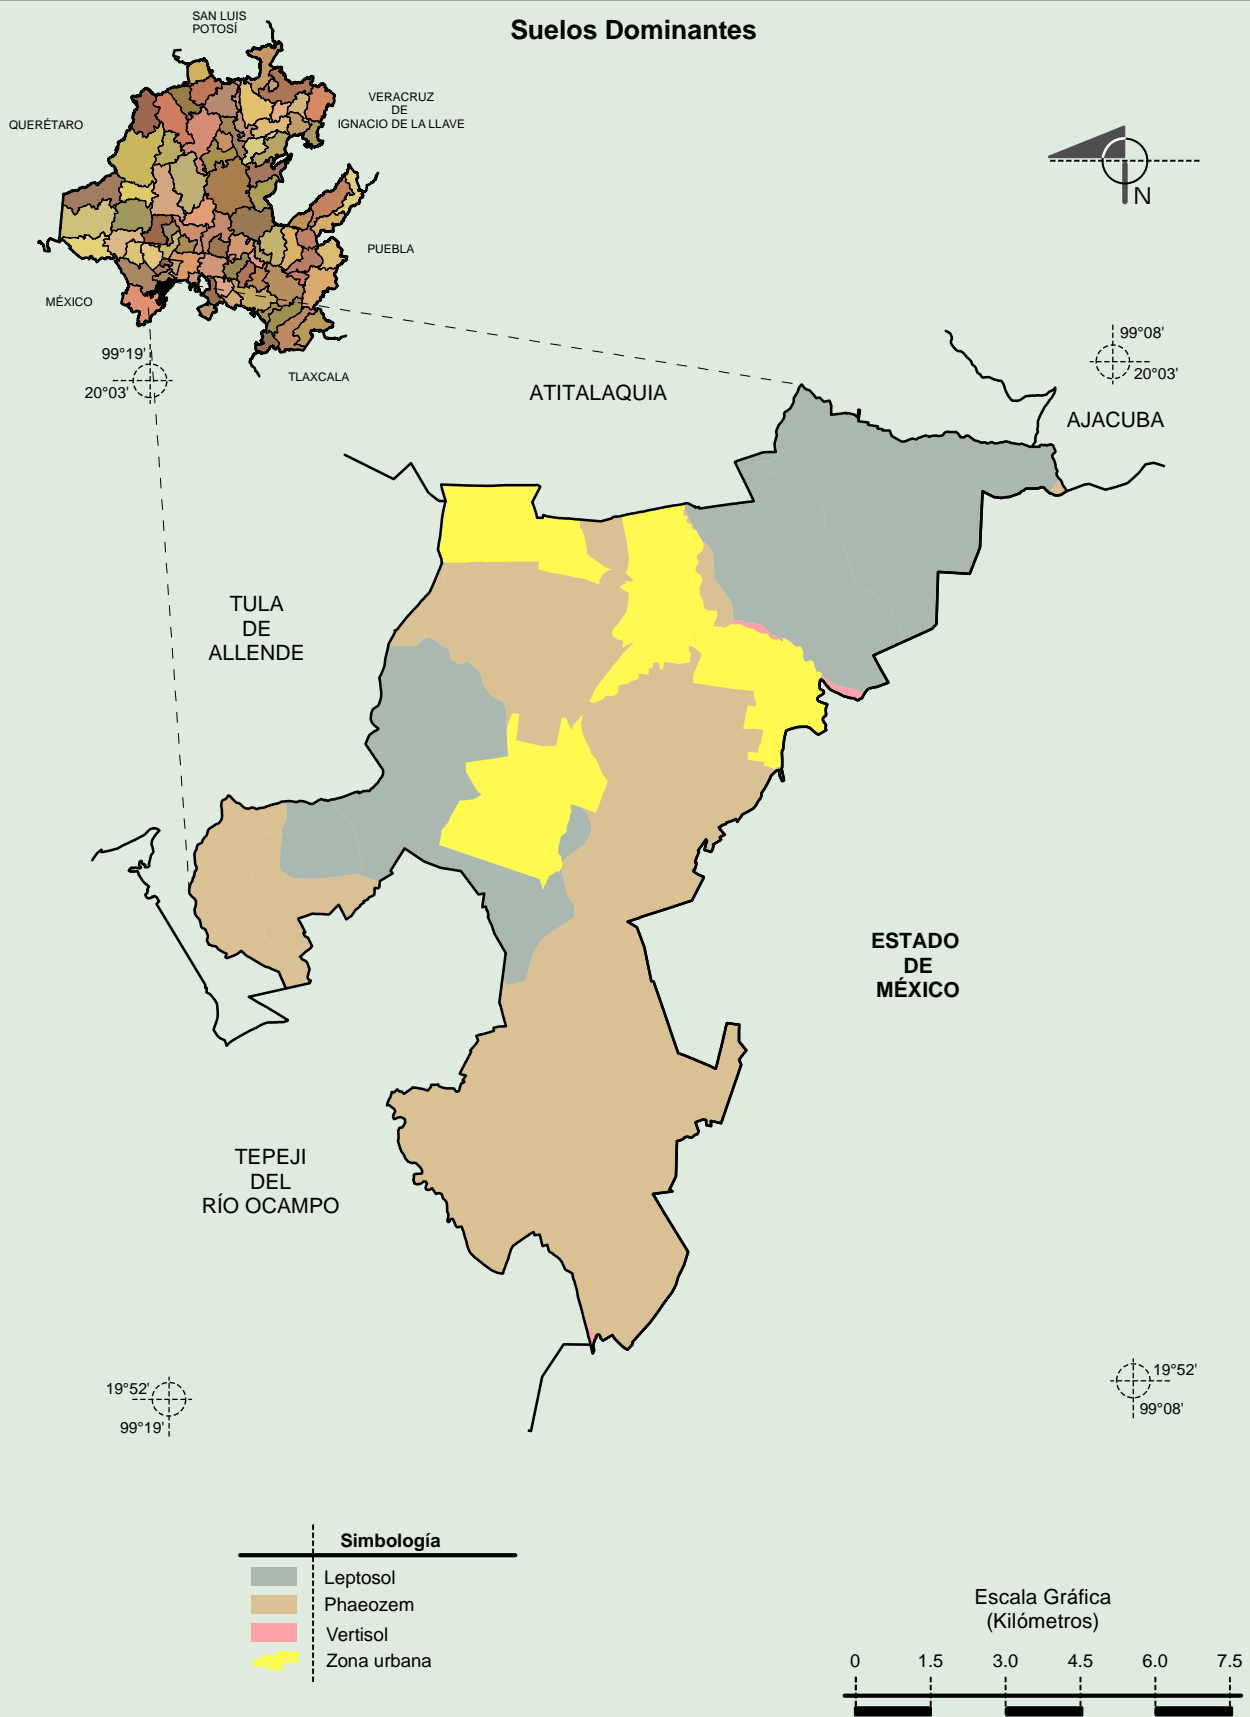 Suelos Dominantes
SAN LUIS
POTOSÍ
VERACRUZ
DE
IGNACIO DE LA LLAVE
QUERÉTARO
PUEBLA
MÉXICO
TLAXCALA
N
99°19'
20°03'
99°08'
20°03'
ATITALAQUIA
AJACUBA
TULA
DE
ALLENDE
ESTADO
DE
MÉXICO
TEPEJI
DEL
RÍO OCAMPO
19°52'
99°19'
19°52'
99°08'
Simbología
Leptosol
Phaeozem
Vertisol
Zona urbana
Escala Gráfica
(Kilómetros)
0 1.5 3.0 4.5 6.0 7.5